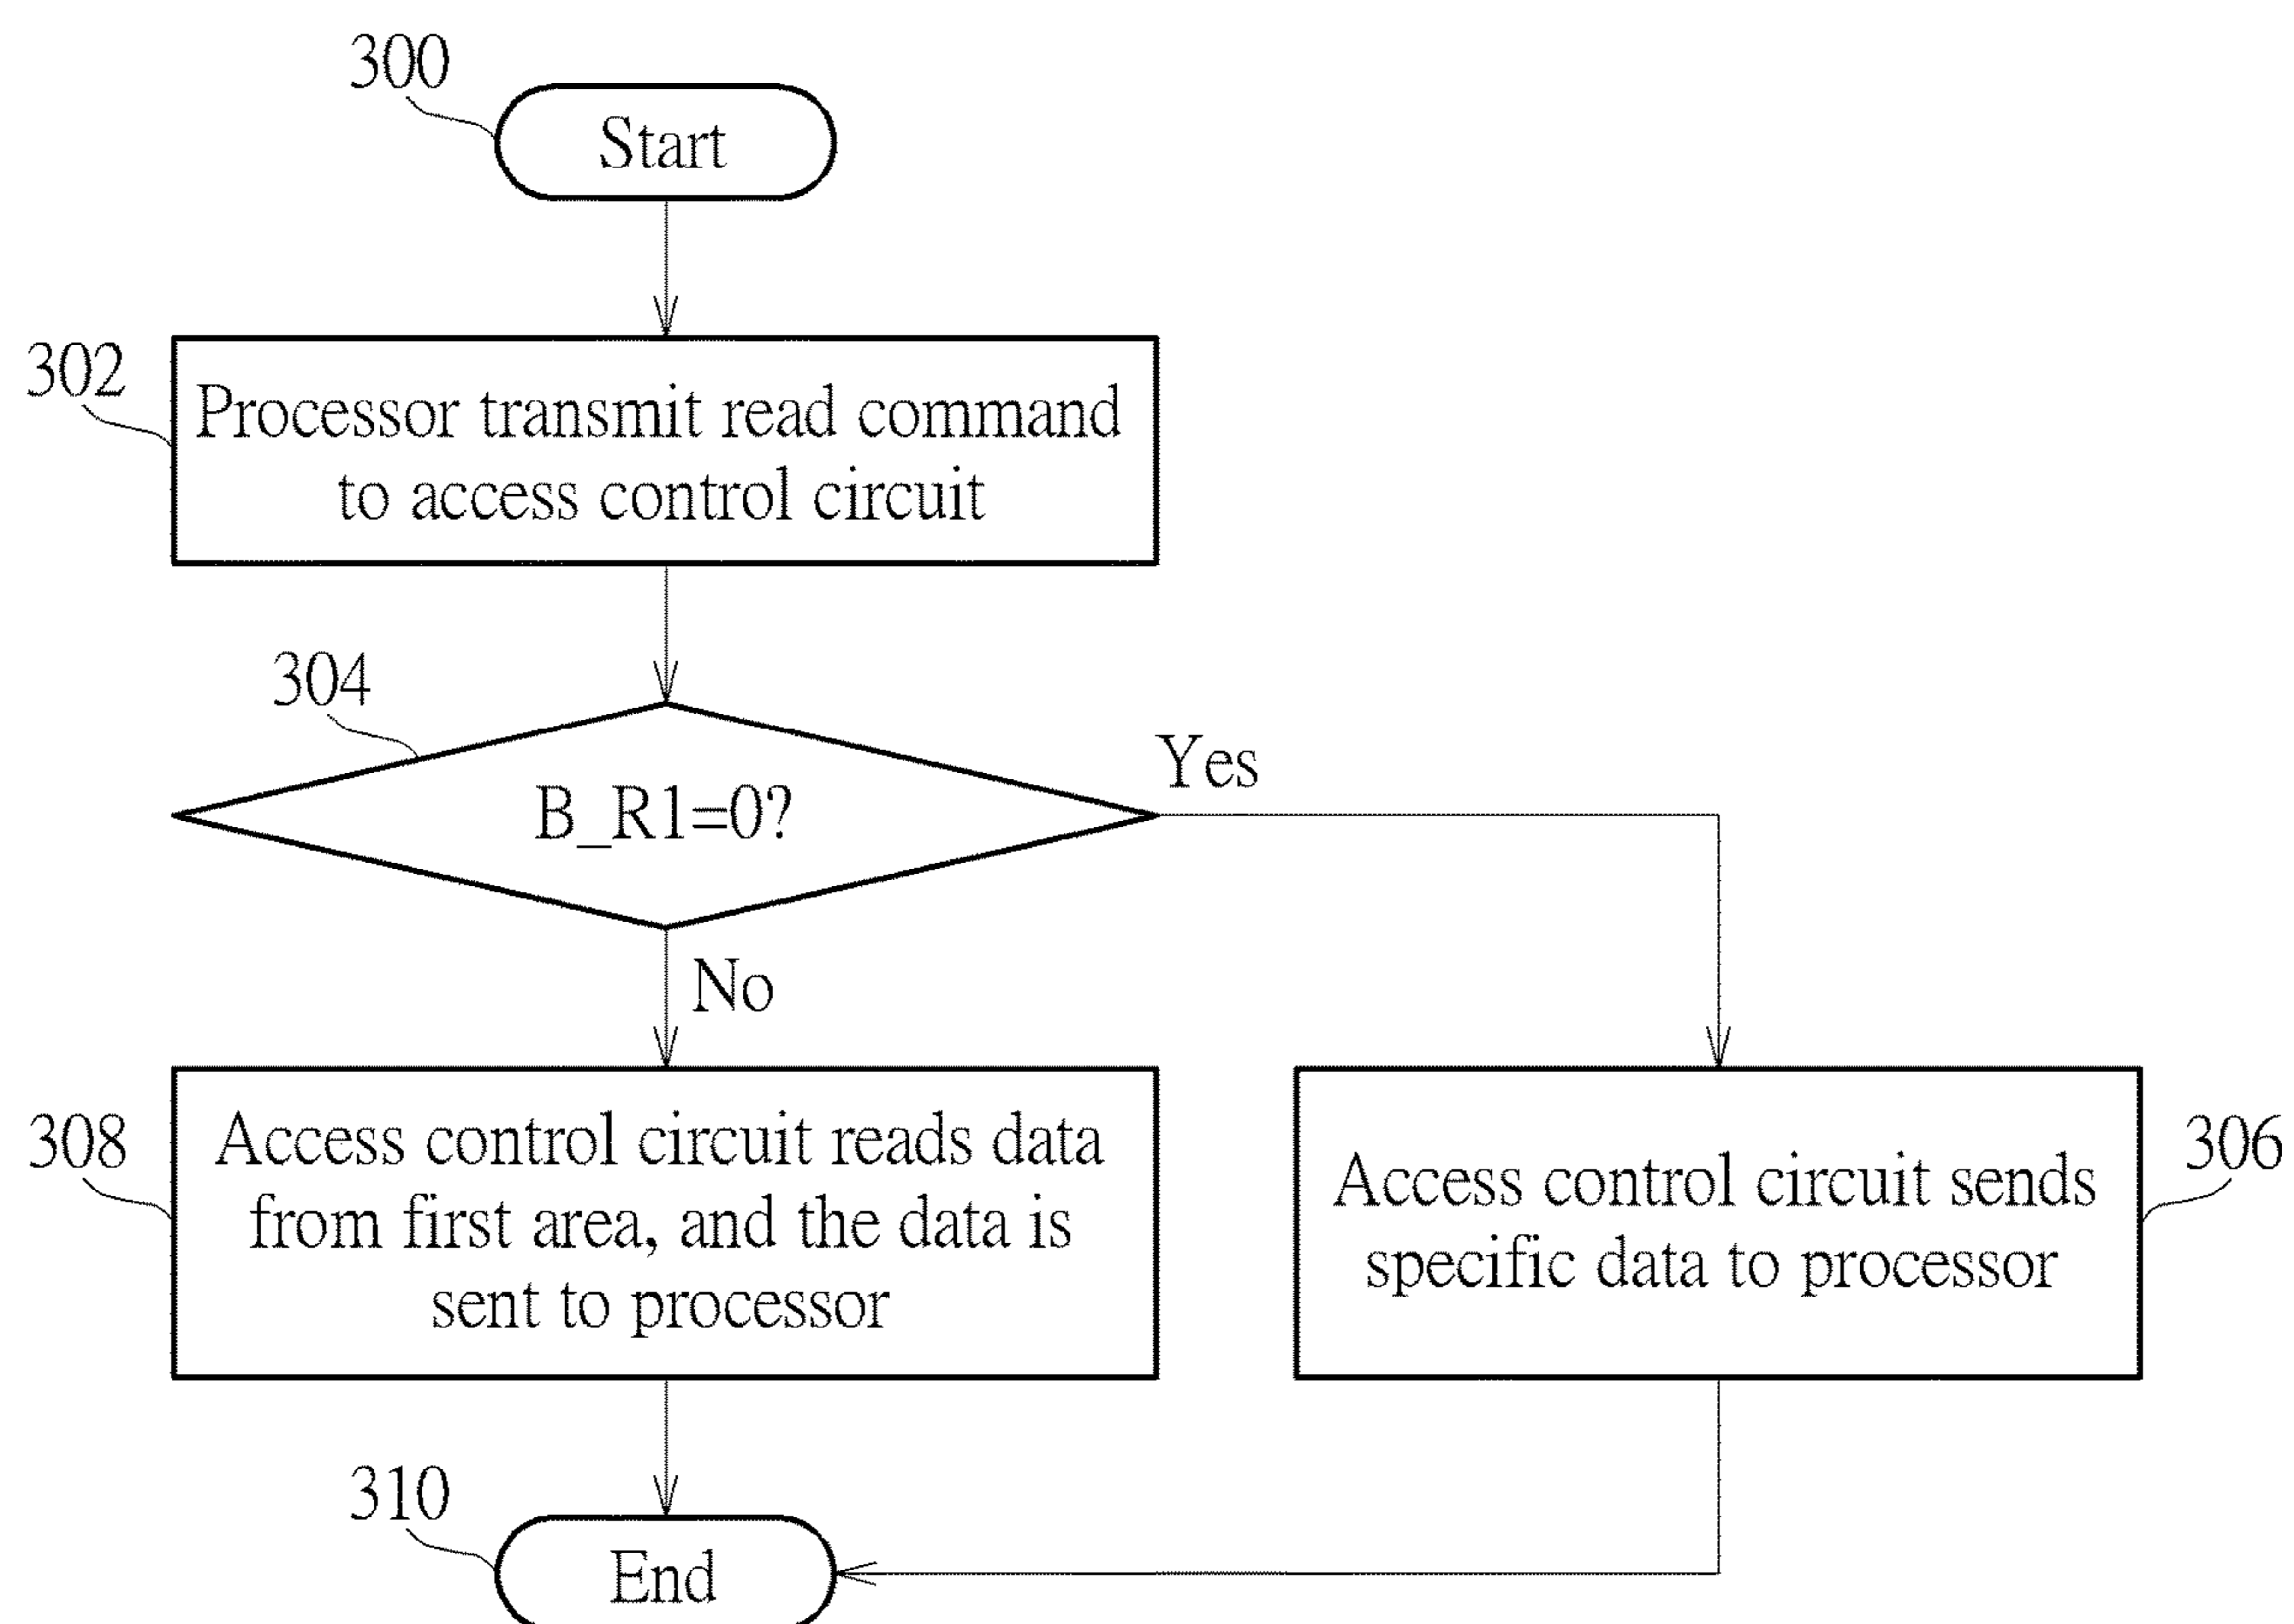 300
Start
302
Processor transmit read command
to access control circuit
304
B_R1=0?
Yes
No
308
Access control circuit reads data
from first area, and the data is
sent to processor
306
Access control circuit sends
specific data to processor
310
End